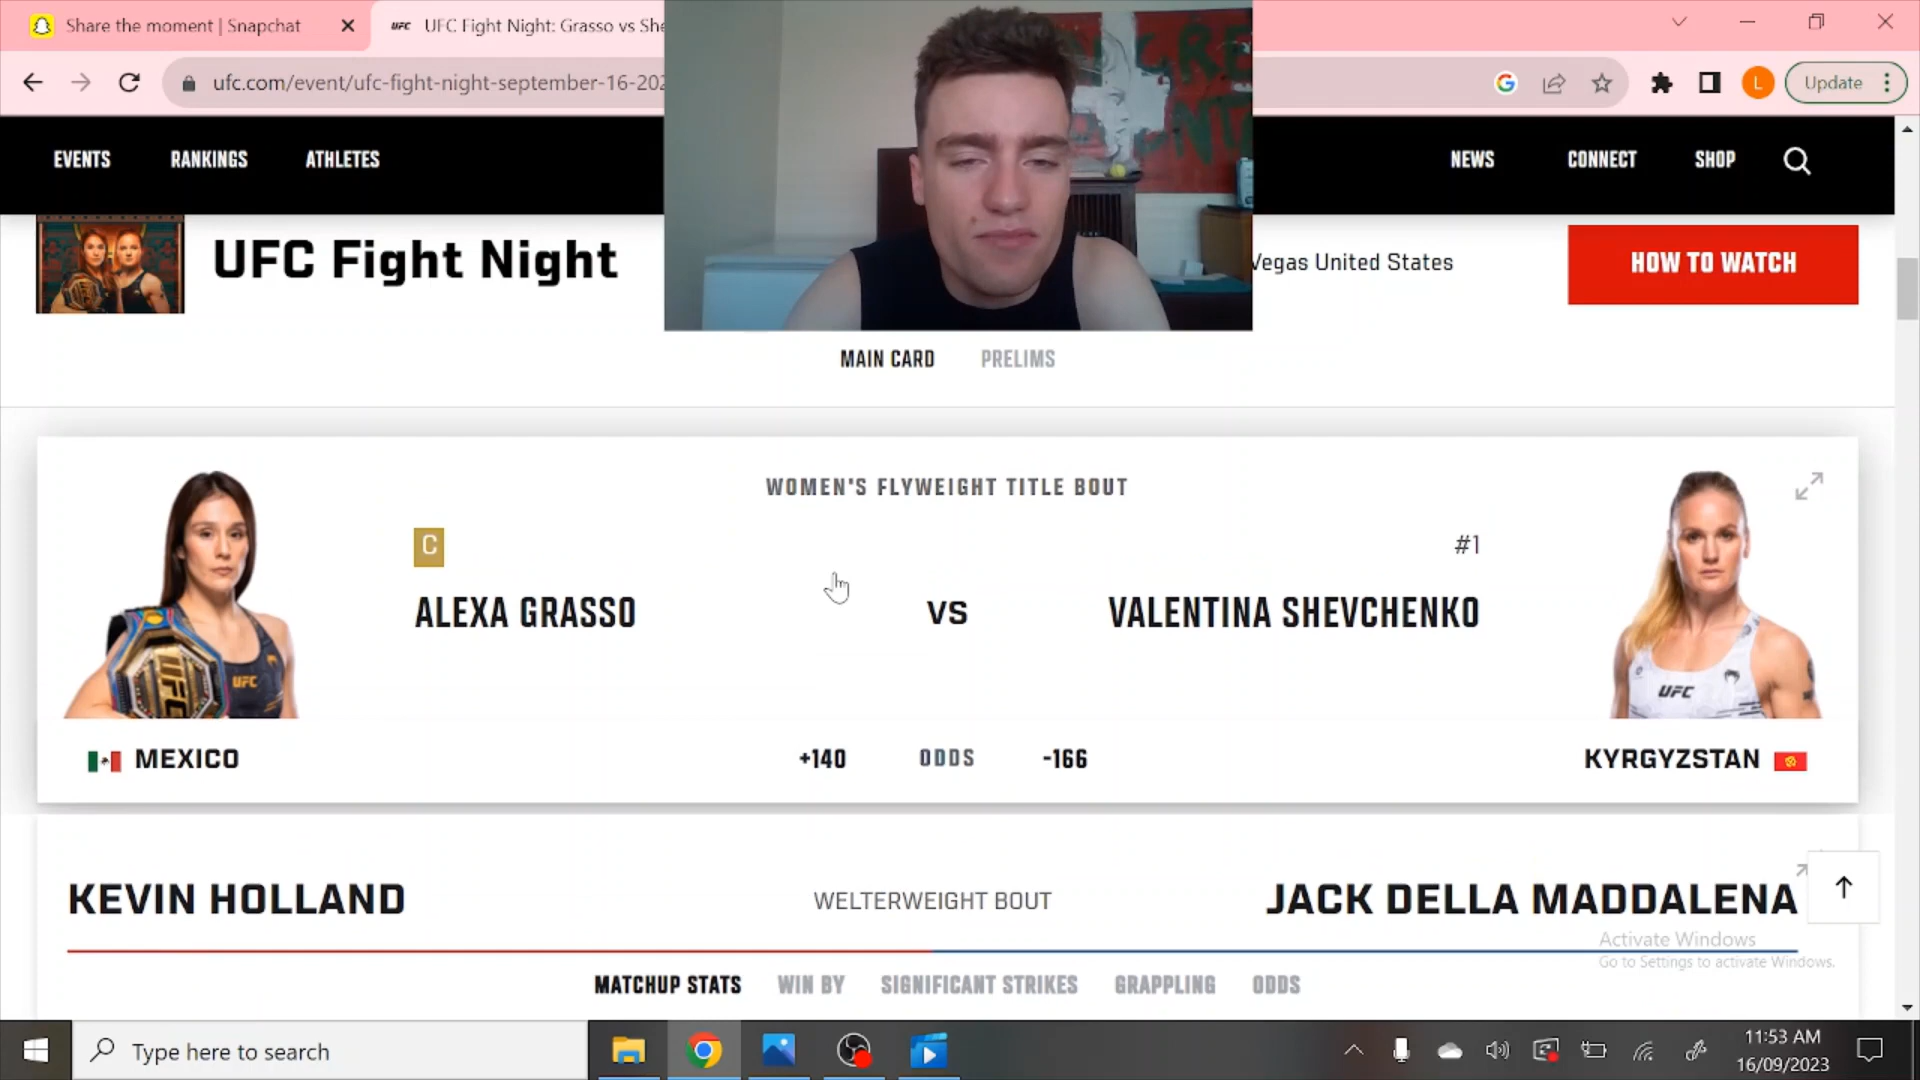 Share the moment | Snapchat
UFC UFC Fight Night: Grasso vs She
ufc.com/event/ufc-fight-night-september-16-202
L
Update
EVENTS RANKINGS ATHLETES
NEWS CONNECT SHOP
UFC Fight Night
Vegas United States
HOW TO WATCH
MAIN CARD PRELIMS
WOMEN'S FLYWEIGHT TITLE BOUT
C
#1
ALEXA GRASSO VS VALENTINA SHEVCHENKO
UFC
UFC
UFC
MEXICO +140 ODDS -166 KYRGYZSTAN
KEVIN HOLLAND WELTERWEIGHT BOUT JACK DELLA MADDALENA
Activate Windows
Go to Settings to activate Windows.
MATCHUP STATS WIN BY SIGNIFICANT STRIKES GRAPPLING ODDS
Type here to search
11:53 AM
16/09/2023